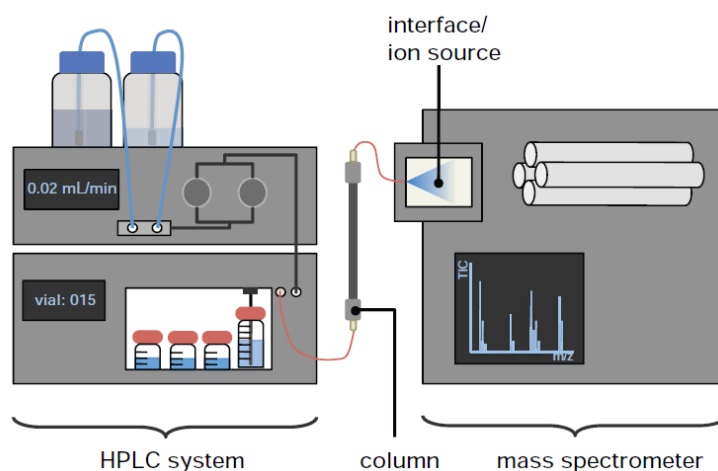 interface/
ion source
0.02 mL/min
vial: 015
TIC
m/z
HPLC system
column
mass spectrometer